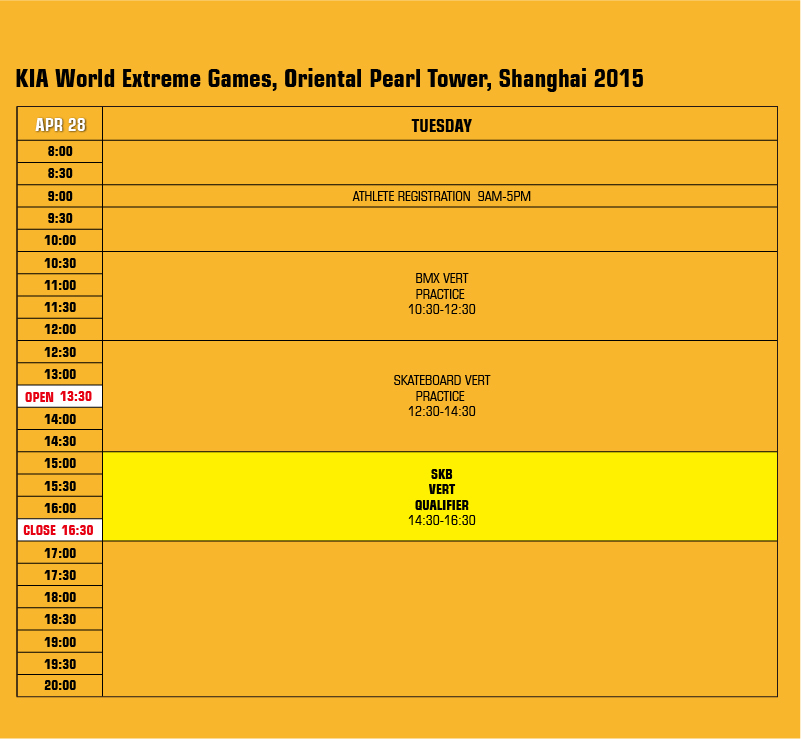 KIA World Extreme Games, Oriental Pearl Tower, Shanghai 2015
APR 28 TUESDAY
8:00
8:30
9:00 ATHLETE REGISTRATION 9AM-5PM
9:30
10:00
10:30
BMX VERT
11:00
PRACTICE
11:30 10:30-12:30
12:00
12:30
13:00
SKATEBOARD VERT
OPEN 13:30 PRACTICE
12:30-14:30
14:00
14:30
15:00
SKB
15:30 VERT
16:00 QUALIFIER
14:30-16:30
CLOSE 16:30
17:00
17:30
18:00
18:30
19:00
19:30
20:00